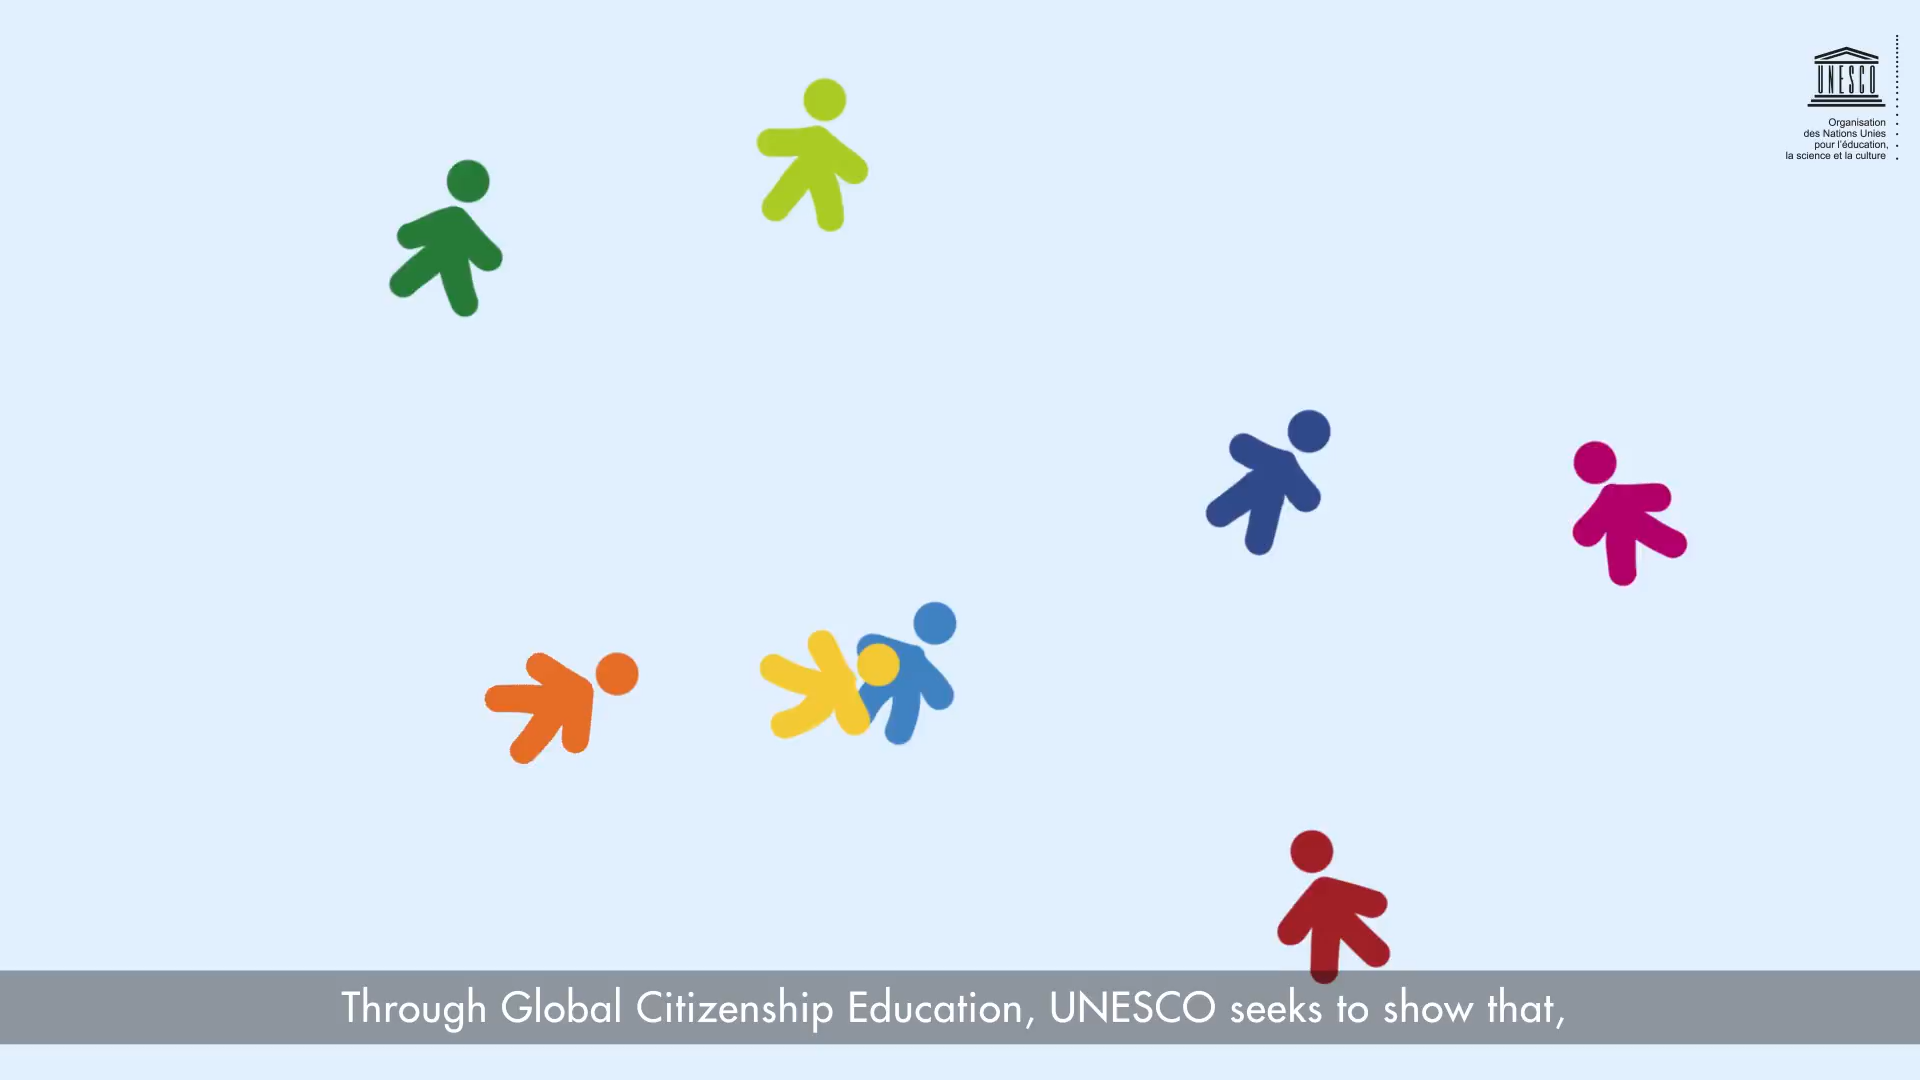 UNESCO
Organisation
des Nations Unies
pour l'éducation,
la science et la culture
Through Global Citizenship Education, UNESCO seeks to show that,